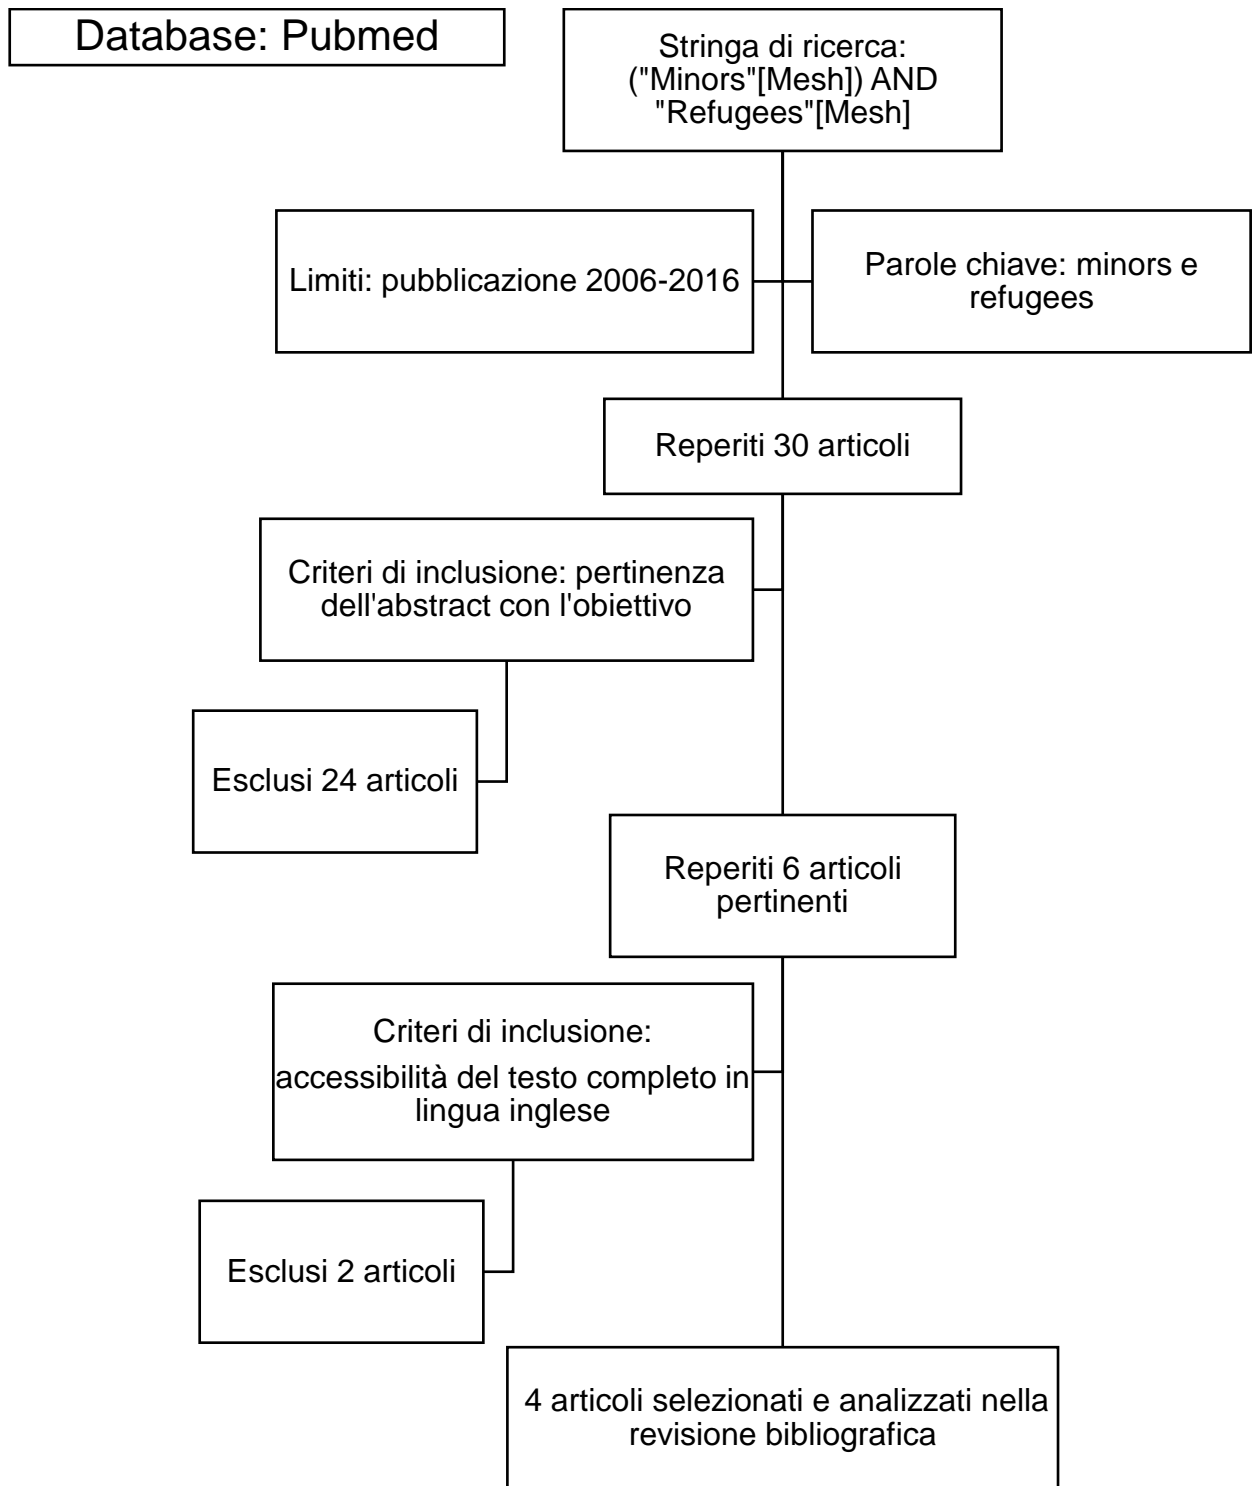 Database: Pubmed
Stringa di ricerca:
("Minors"[Mesh]) AND
"Refugees"[Mesh]
Limiti: pubblicazione 2006-2016
Parole chiave: minors e
refugees
Reperiti 30 articoli
Criteri di inclusione: pertinenza
dell'abstract con l'obiettivo
Esclusi 24 articoli
Reperiti 6 articoli
pertinenti
Criteri di inclusione:
accessibilità del testo completo in
lingua inglese
Esclusi 2 articoli
4 articoli selezionati e analizzati nella
revisione bibliografica